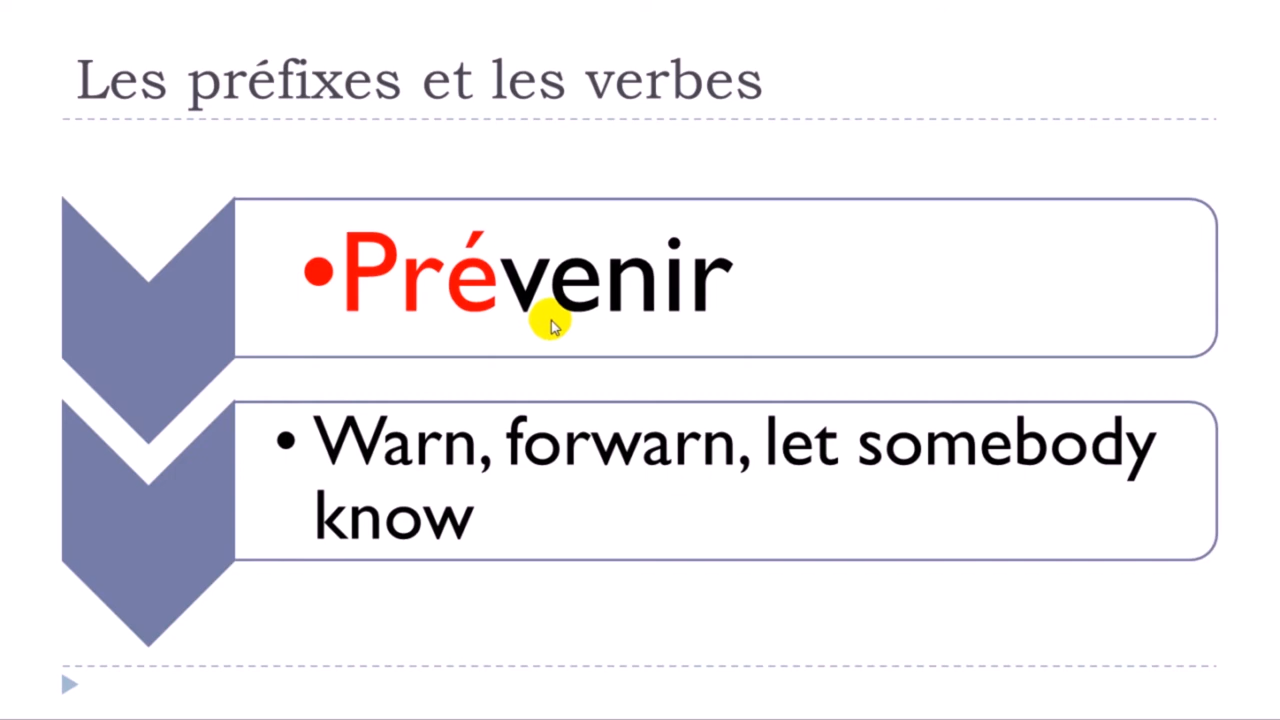 Les préfixes et les verbes
•Prévenir
• Warn, forwarn, let somebody
know